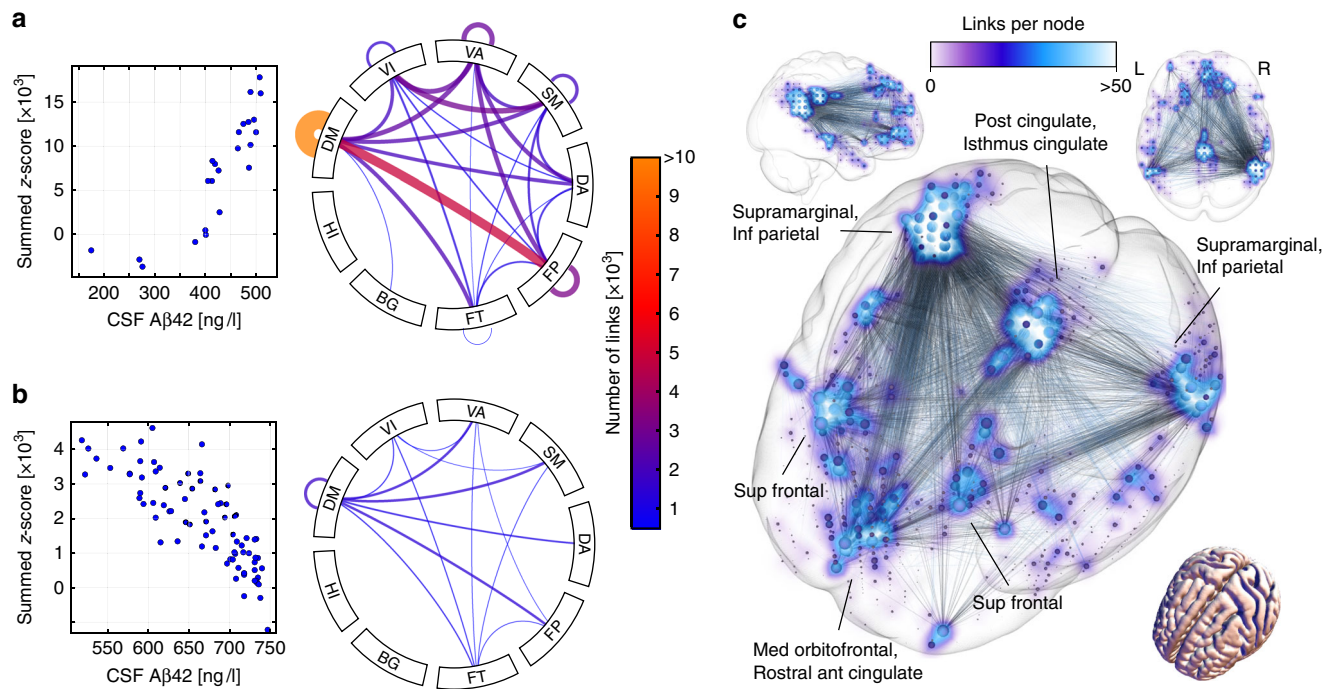 a
Summed z-score [×10³]
15
10
5
0
200
300
400
500
CSF Aβ42 [ng/l]
VI
VA
SM
DA
FP
FT
BG
HI
DM
b
Summed z-score [×10³]
4
3
2
1
0
550
600
650
700
750
CSF Aβ42 [ng/l]
VI
VA
SM
DA
FP
FT
BG
HI
DM
Number of links [×10³]
>10
9
8
7
6
5
4
3
2
1
c
Links per node
0
>50
L
R
Post cingulate,
Isthmus cingulate
Supramarginal,
Inf parietal
Supramarginal,
Inf parietal
Sup frontal
Sup frontal
Med orbitofrontal,
Rostral ant cingulate